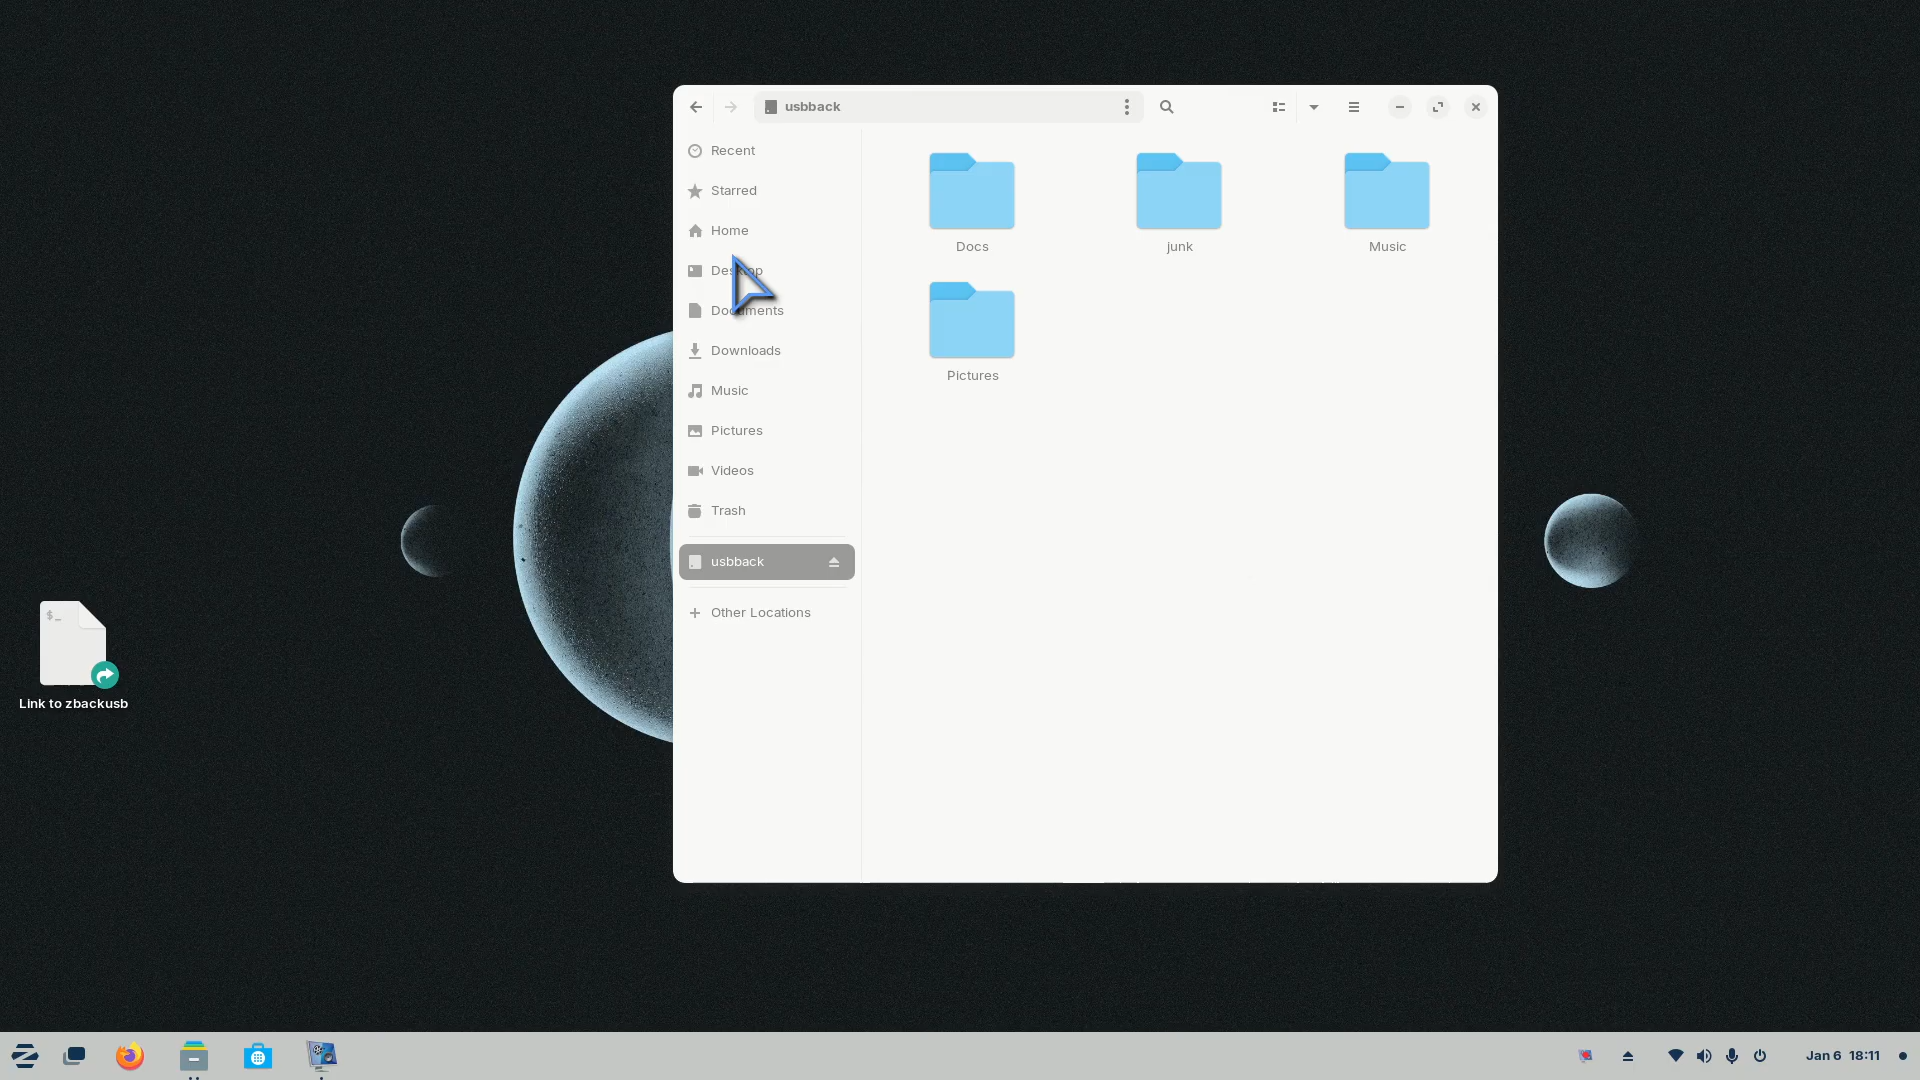 usbback
Recent
Starred
Home
Desktop
Documents
Downloads
Music
Pictures
Videos
Trash
usbback
Other Locations
Docs
junk
Music
Pictures
$_
Link to zbackusb
Jan 6 18:11